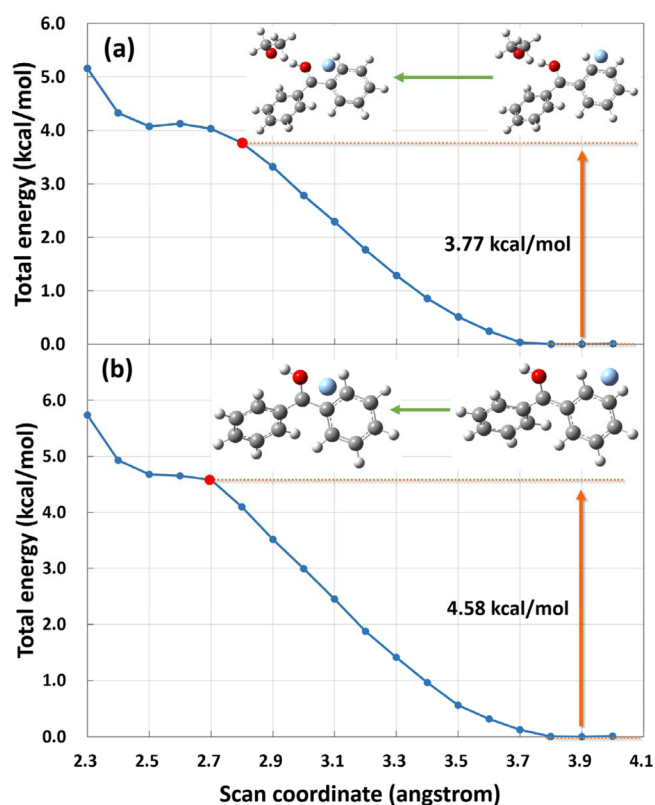 (a)
Total energy (kcal/mol)
6.0
5.0
4.0
3.0
2.0
1.0
0.0
3.77 kcal/mol
(b)
Total energy (kcal/mol)
6.0
5.0
4.0
3.0
2.0
1.0
0.0
4.58 kcal/mol
2.3 2.5 2.7 2.9 3.1 3.3 3.5 3.7 3.9 4.1
Scan coordinate (angstrom)